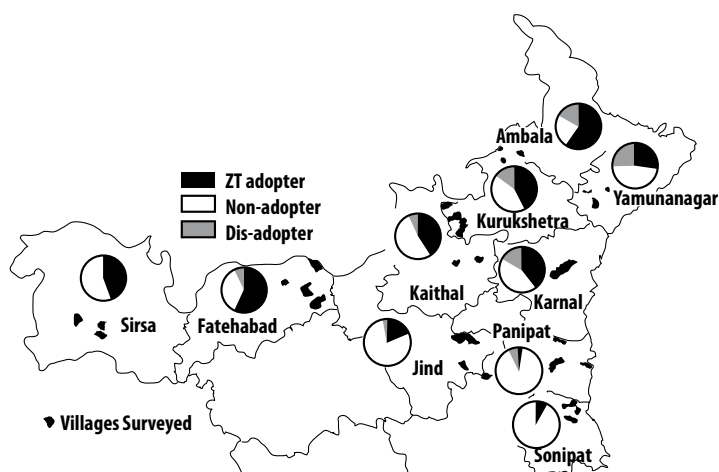 Ambala
Yamunanagar
ZT adopter
Non-adopter
Dis-adopter
Kurukshetra
Kaithal
Karnal
Sirsa
Fatehabad
Panipat
Jind
Villages Surveyed
Sonipat